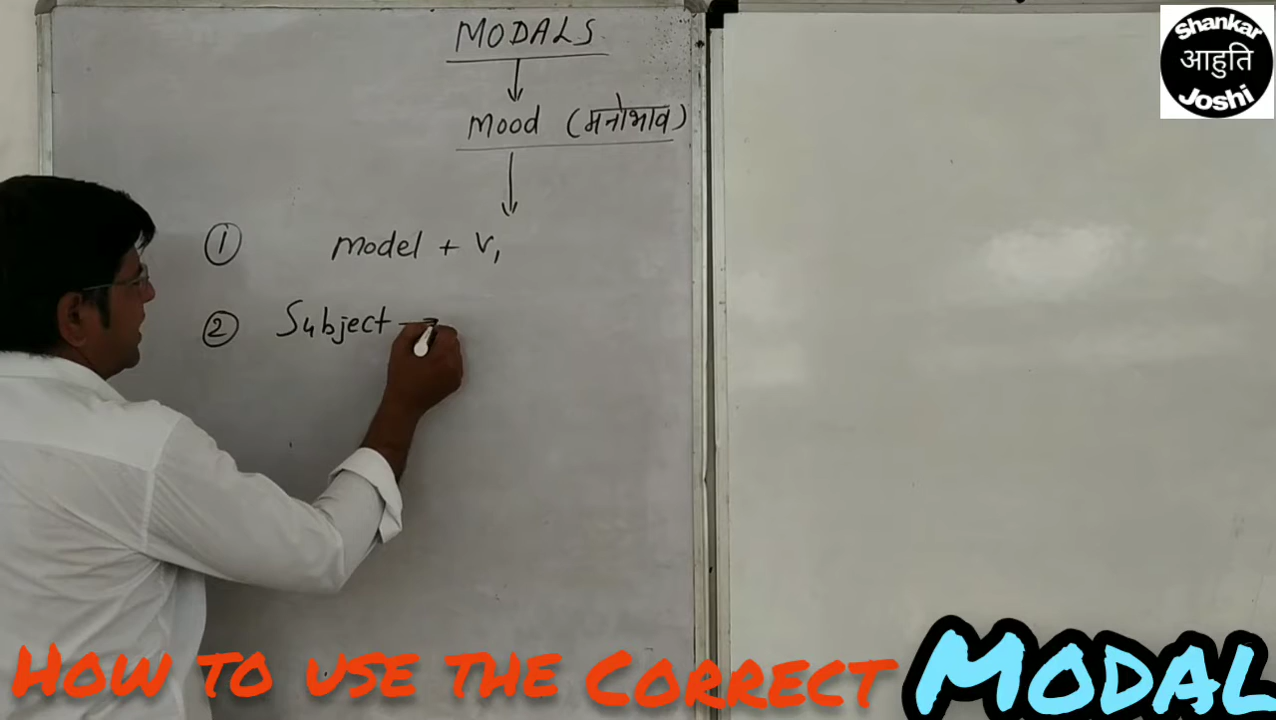 MODALS
Mood (मनोभाव)
① model + V₁
② Subject
Shankar
आहुति
Joshi
How to use the Correct Modal